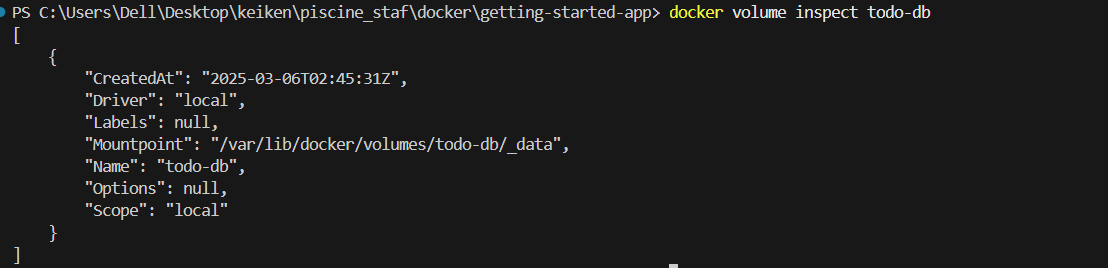 PS C:\Users\Dell\Desktop\keiken\piscine_staf\docker\getting-started-app> docker volume inspect todo-db
[
    {
        "CreatedAt": "2025-03-06T02:45:31Z",
        "Driver": "local",
        "Labels": null,
        "Mountpoint": "/var/lib/docker/volumes/todo-db/_data",
        "Name": "todo-db",
        "Options": null,
        "Scope": "local"
    }
]